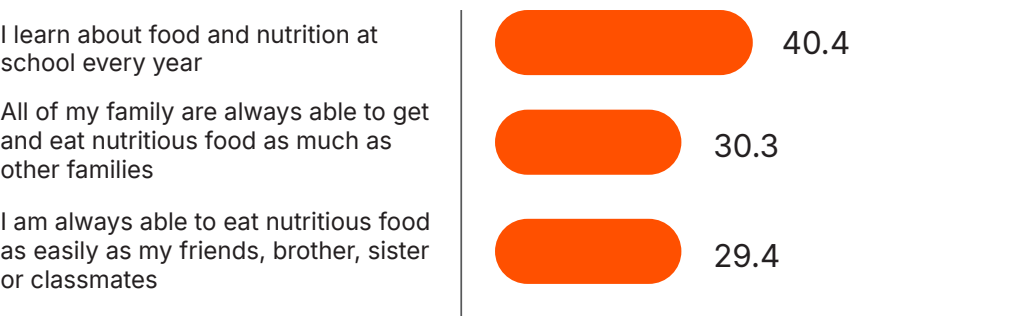 I learn about food and nutrition at
school every year
40.4
All of my family are always able to get
and eat nutritious food as much as
other families
30.3
I am always able to eat nutritious food
as easily as my friends, brother, sister
or classmates
29.4